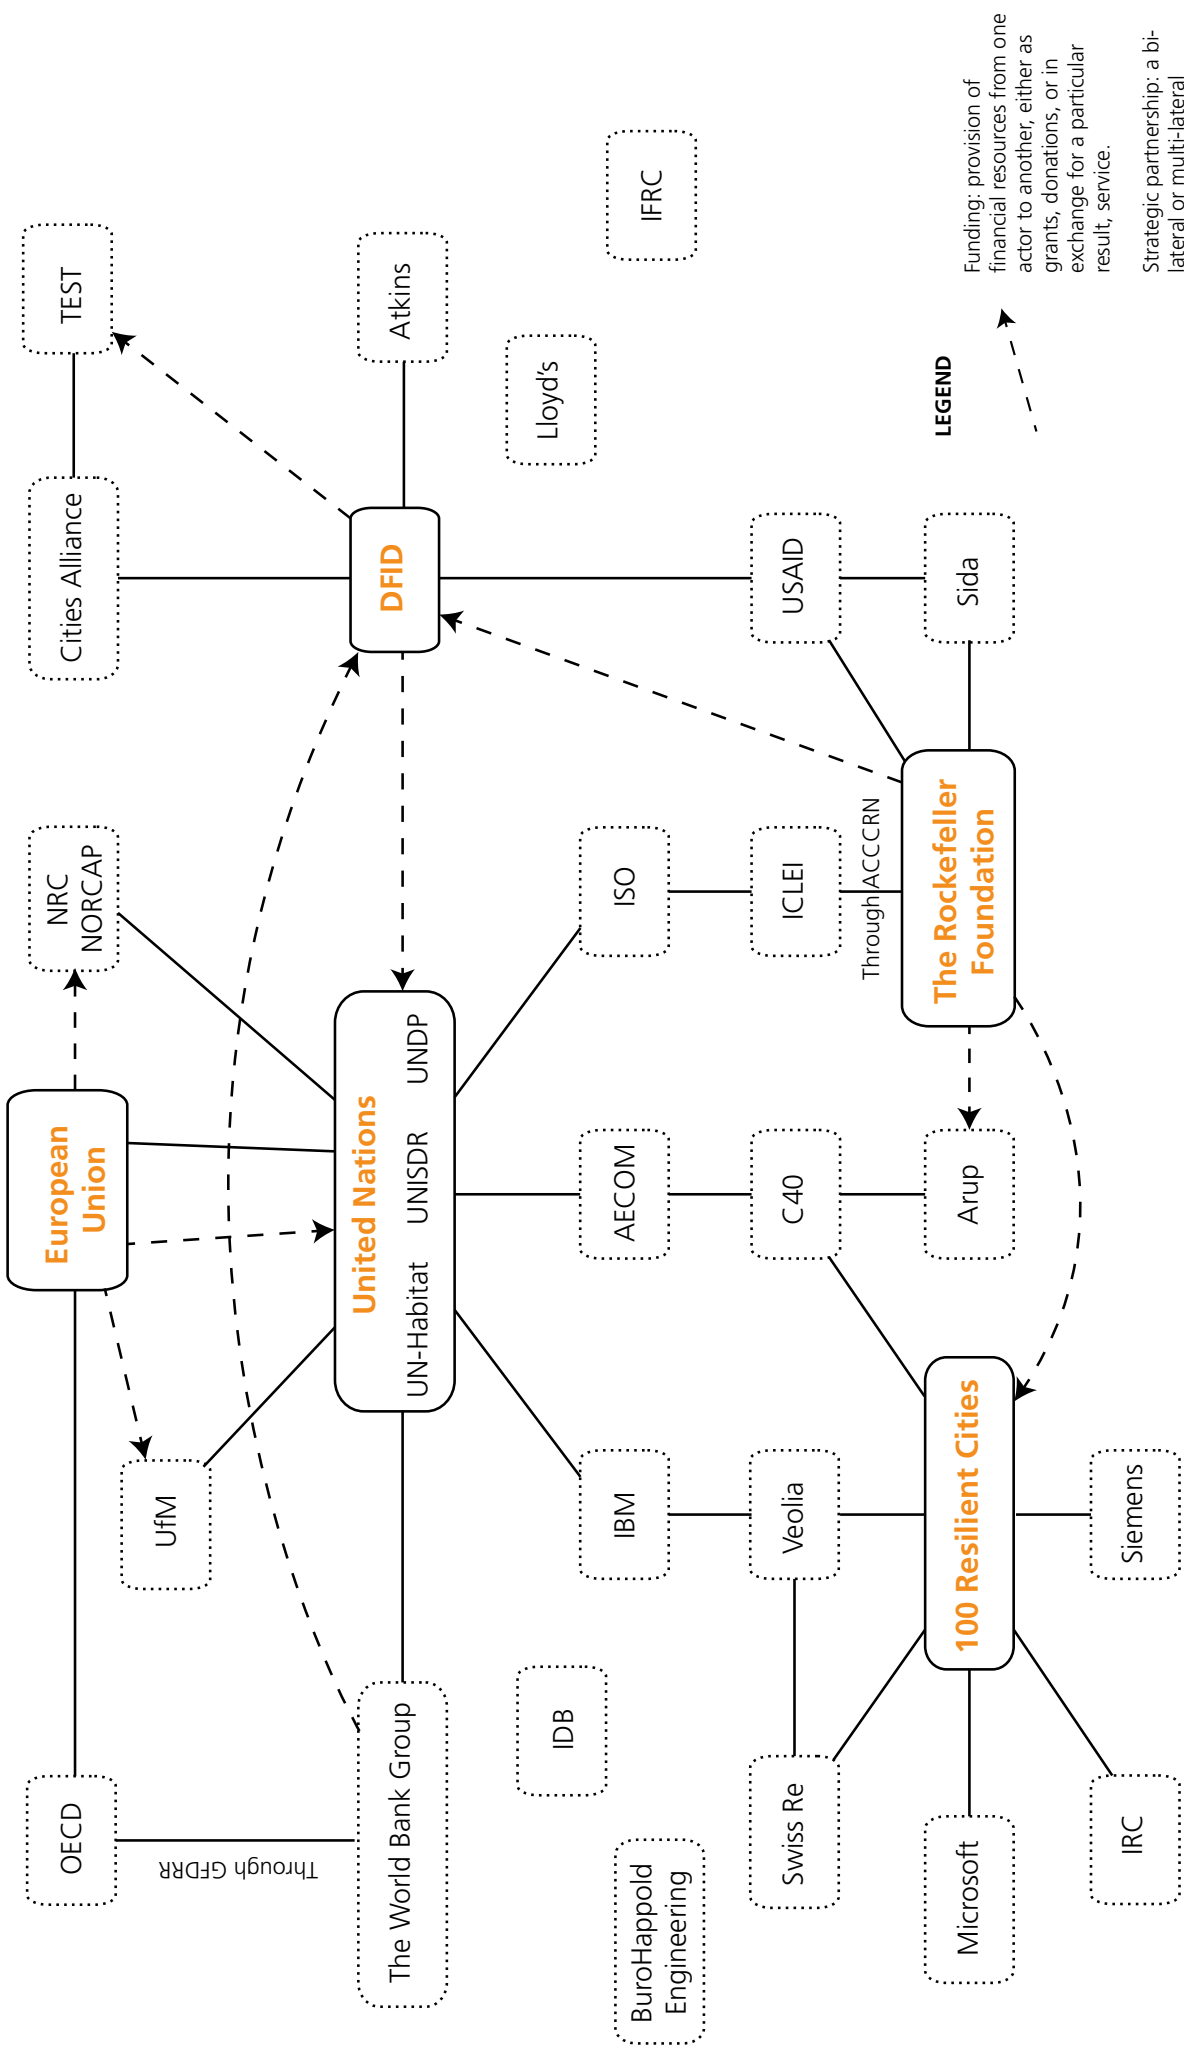 OECD
European
Union
NRC
NORCAP
Cities Alliance
TEST
Through GFDRR
UfM
The World Bank Group
United Nations
UN-Habitat UNISDR UNDP
DFID
Atkins
IDB
Lloyd's
BuroHappold
Engineering
IBM
AECOM
ISO
IFRC
Swiss Re
Veolia
C40
ICLEI
USAID
Through ACCCRN
Microsoft
100 Resilient Cities
Arup
The Rockefeller
Foundation
Sida
IRC
Siemens
LEGEND
Funding: provision of
financial resources from one
actor to another, either as
grants, donations, or in
exchange for a particular
result, service.
Strategic partnership: a bi-
lateral or multi-lateral